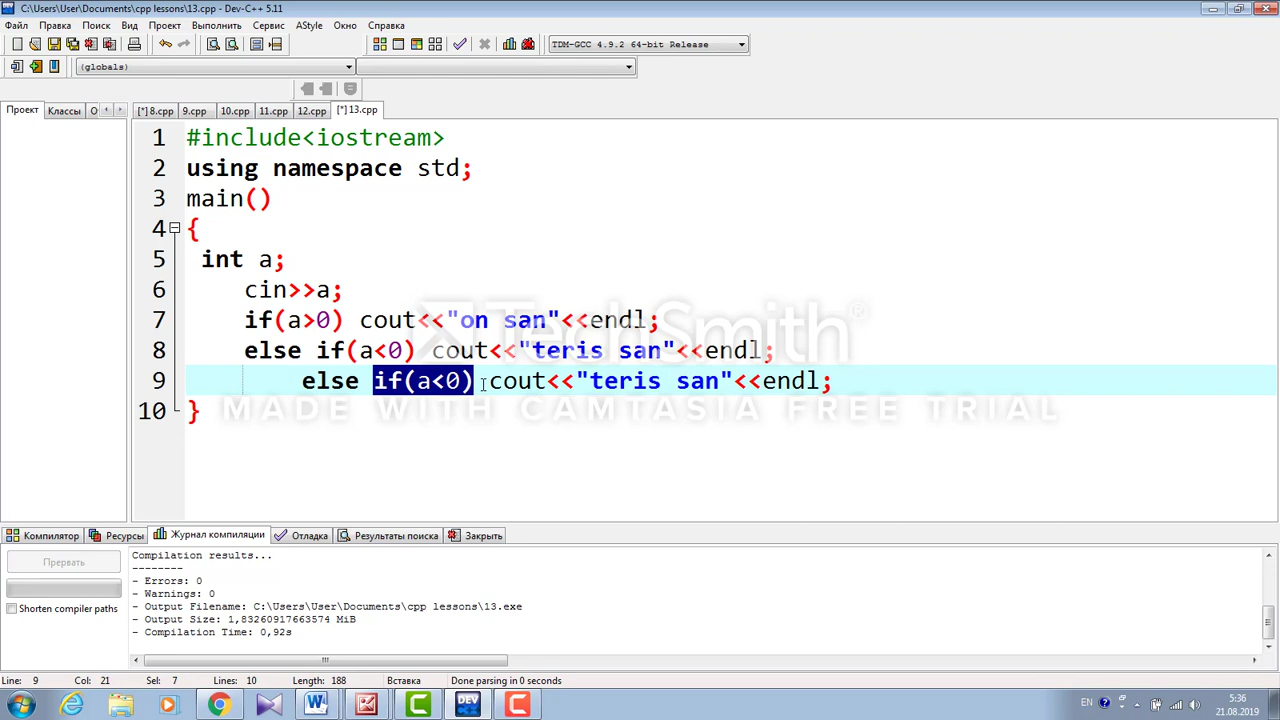 C:\Users\User\Documents\cpp lessons\13.cpp - Dev-C++ 5.11
Файл Правка Поиск Вид Проект Выполнить Сервис AStyle Окно Справка
TDM-GCC 4.9.2 64-bit Release
(globals)
Проект Классы О [*]8.cpp 9.cpp 10.cpp 11.cpp 12.cpp [*]13.cpp
1 #include<iostream>
2 using namespace std;
3 main()
4 {
5 int a;
6 cin>>a;
7 if(a>0) cout<<"on san"<<endl;
8 else if(a<0) cout<<"teris san"<<endl;
9 else if(a<0) cout<<"teris san"<<endl;
10 }
TechSmith®
MADE WITH CAMTASIA FREE TRIAL
Компилятор Ресурсы Журнал компиляции Отладка Результаты поиска Закрыть
Прервать
Shorten compiler paths
Compilation results...
--------
- Errors: 0
- Warnings: 0
- Output Filename: C:\Users\User\Documents\cpp lessons\13.exe
- Output Size: 1,83260917663574 MiB
- Compilation Time: 0,92s
Line: 9 Col: 21 Sel: 7 Lines: 10 Length: 188 Вставка Done parsing in 0 seconds
EN 5:36
21.08.2019